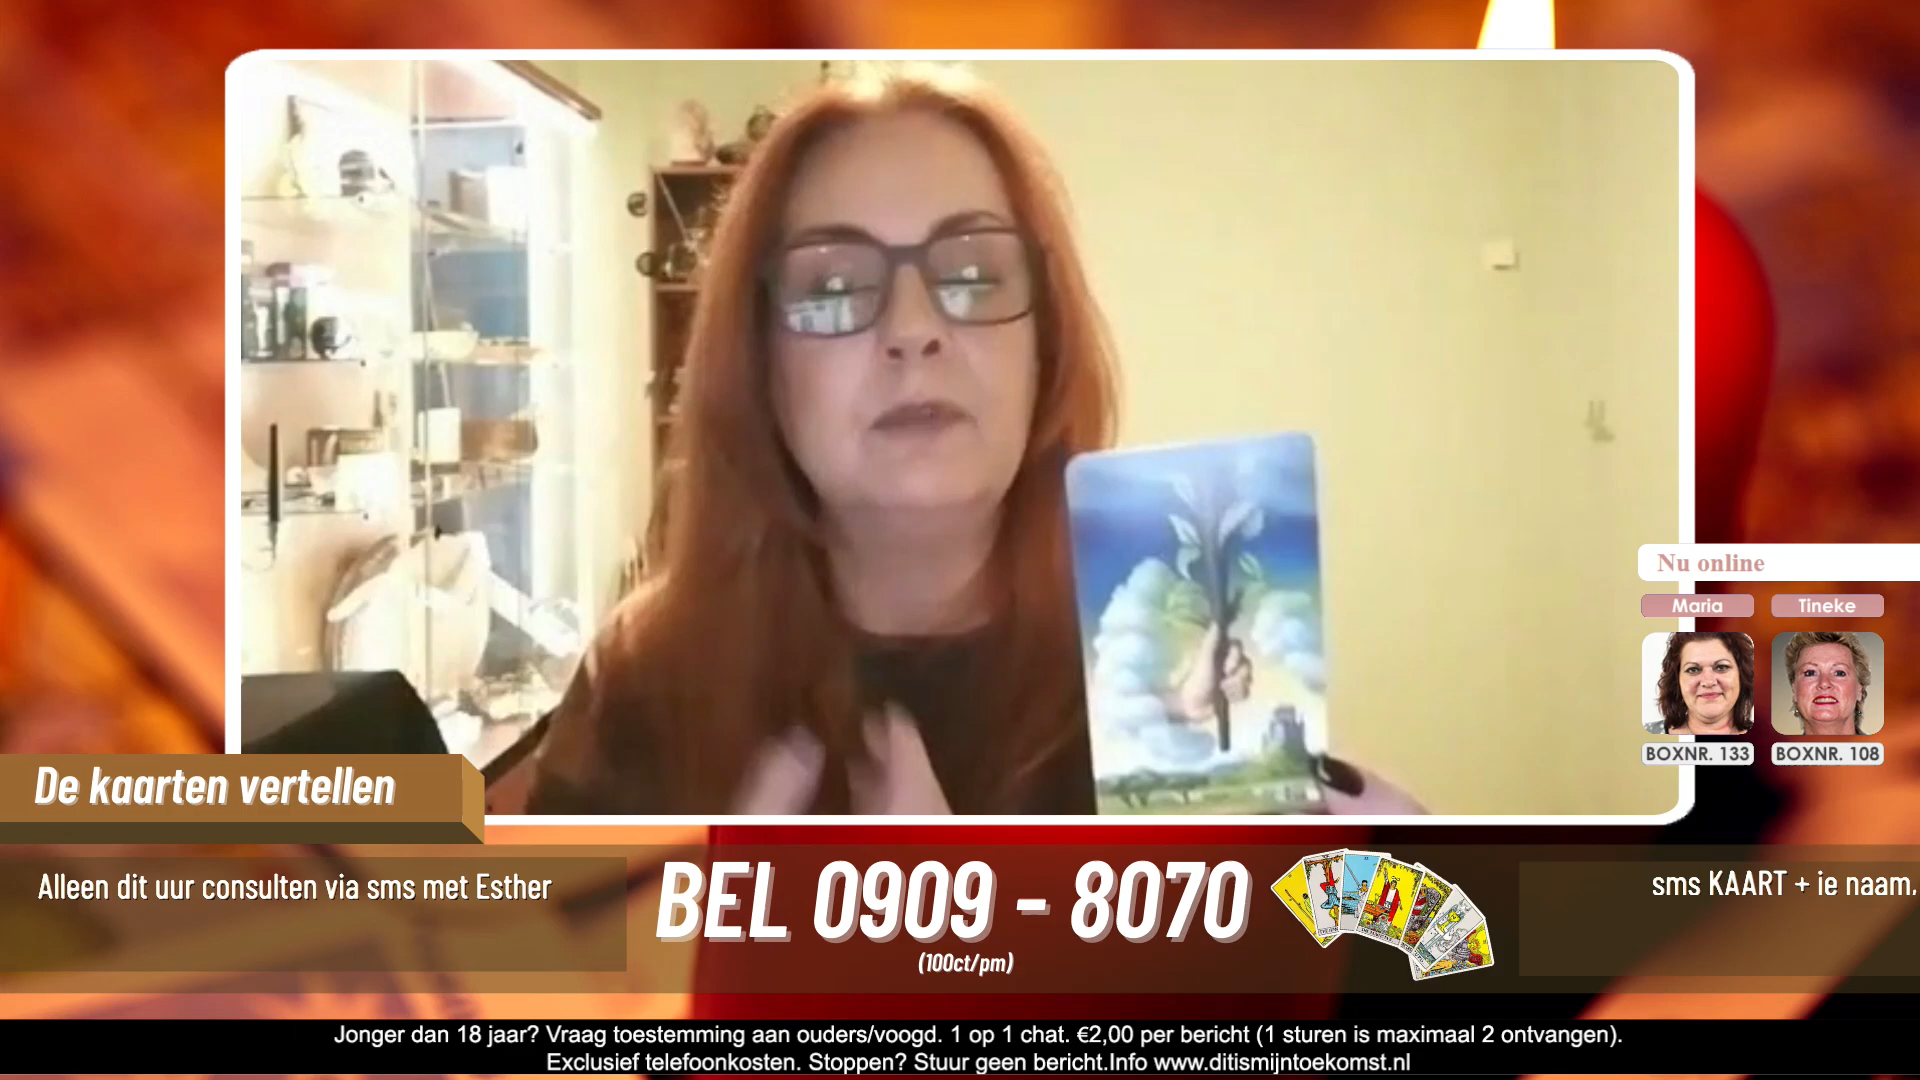 Nu online
Maria
Tineke
BOXNR. 133
BOXNR. 108
De kaarten vertellen
Alleen dit uur consulten via sms met Esther
BEL 0909 - 8070
(100ct/pm)
sms KAART + je naam,
Jonger dan 18 jaar? Vraag toestemming aan ouders/voogd. 1 op 1 chat. €2,00 per bericht (1 sturen is maximaal 2 ontvangen).
Exclusief telefoonkosten. Stoppen? Stuur geen bericht.Info www.ditismijntoekomst.nl